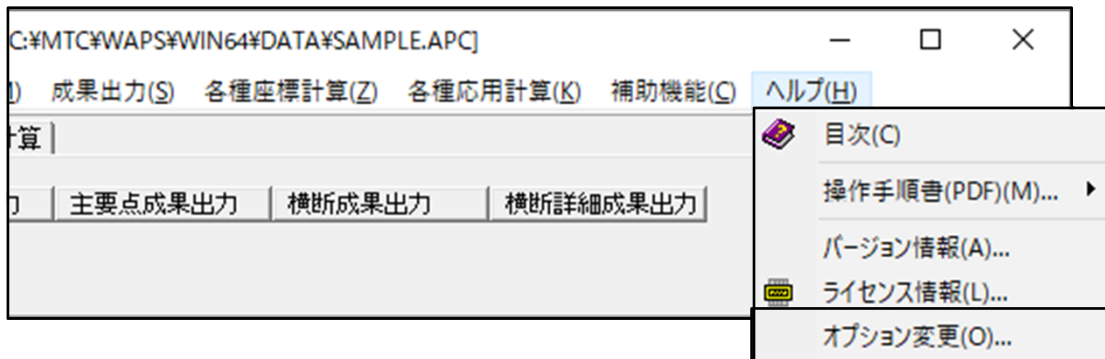 C:¥MTC¥WAPS¥WIN64¥DATA¥SAMPLE.APC]
) 成果出力(S) 各種座標計算(Z) 各種応用計算(K) 補助機能(C) ヘルプ(H)
計算
主要点成果出力 横断成果出力 横断詳細成果出力
目次(C)
操作手順書(PDF)(M)...
バージョン情報(A)...
ライセンス情報(L)...
オプション変更(O)...